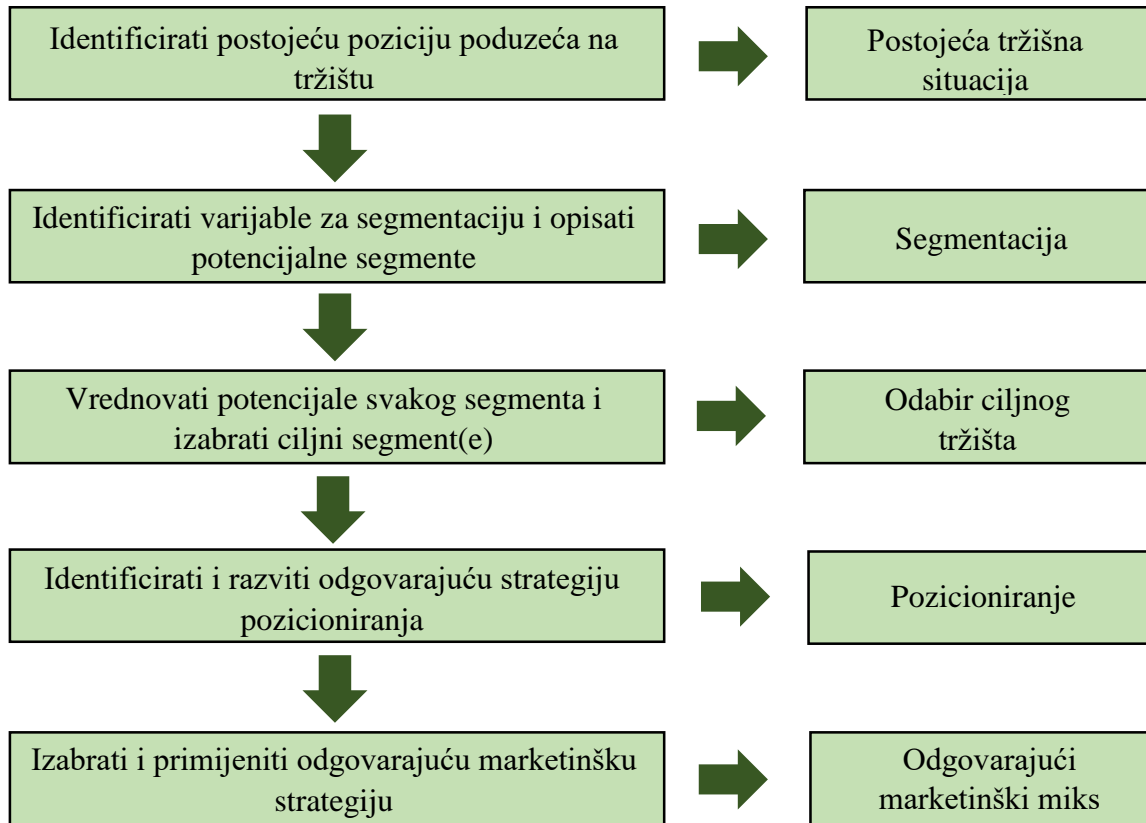 Identificirati postojeću poziciju poduzeća na
tržištu
Postojeća tržišna
situacija
Identificirati varijable za segmentaciju i opisati
potencijalne segmente
Segmentacija
Vrednovati potencijale svakog segmenta i
izabrati ciljni segment(e)
Odabir ciljnog
tržišta
Identificirati i razviti odgovarajuću strategiju
pozicioniranja
Pozicioniranje
Izabrati i primijeniti odgovarajuću marketinšku
strategiju
Odgovarajući
marketinški miks